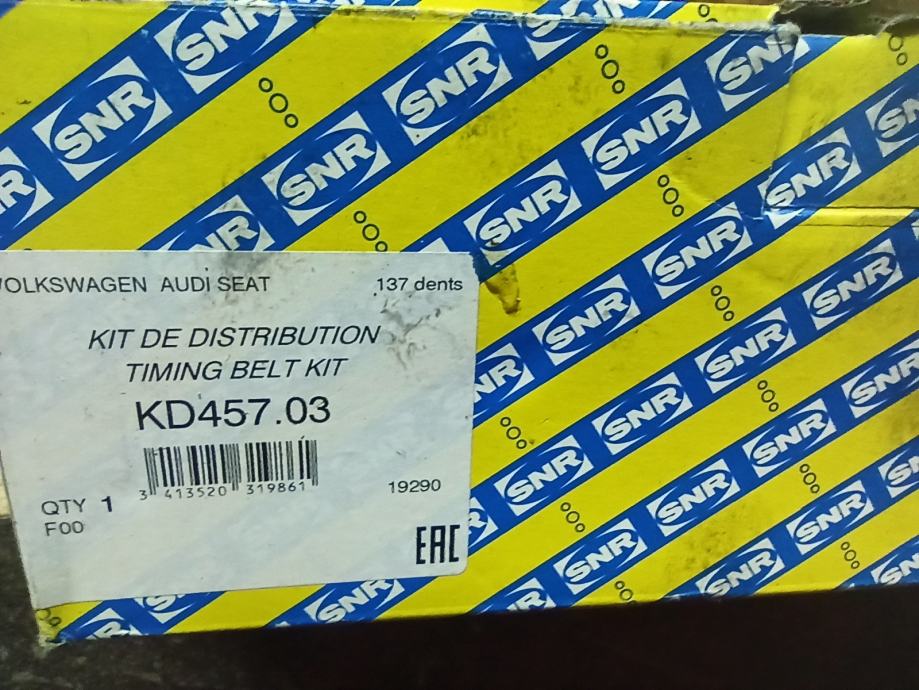 SNR
VOLKSWAGEN AUDI SEAT
137 dents
KIT DE DISTRIBUTION
TIMING BELT KIT
KD457.03
3 413520 319861
QTY 1
19290
F00
EAC